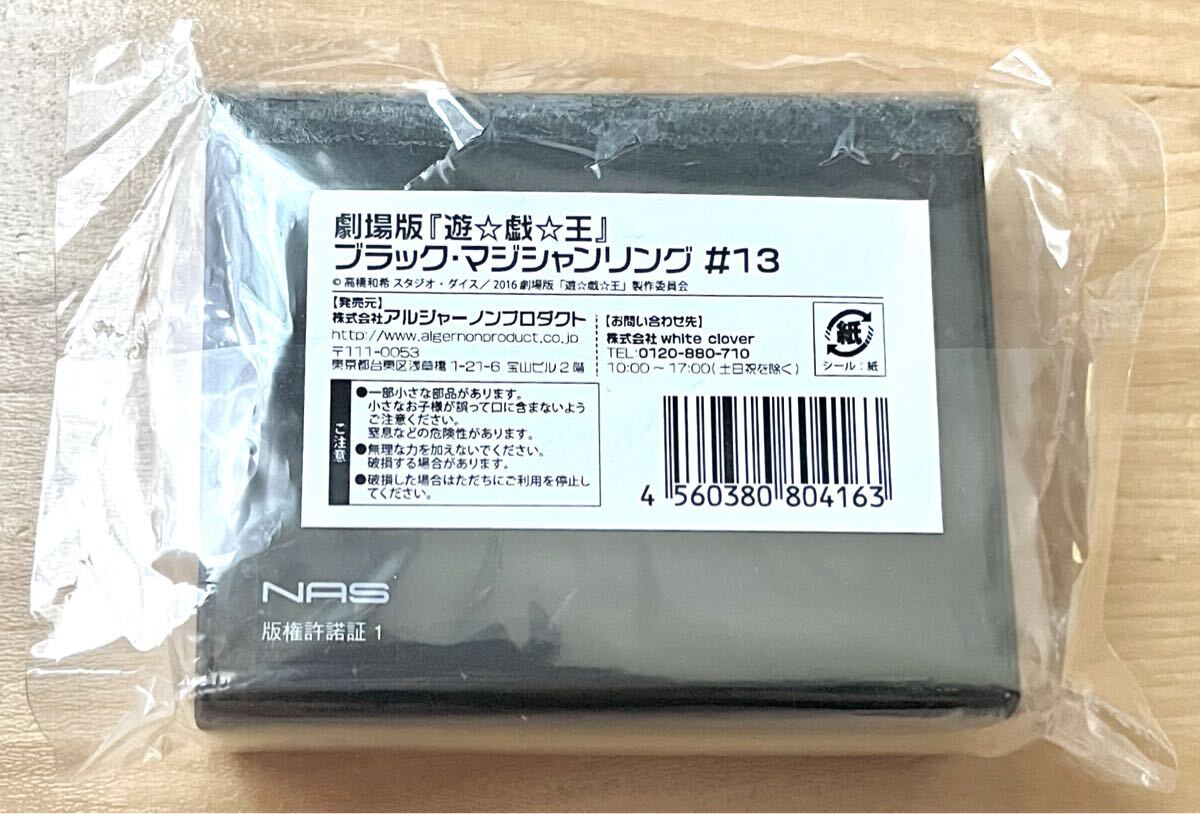 劇場版『遊☆戯☆王』
ブラック・マジシャンリング #13
© 高橋和希 スタジオ・ダイス／2016 劇場版「遊☆戯☆王」製作委員会
【発売元】
株式会社アルジャーノンプロダクト
http://www.algernonproduct.co.jp
〒111-0053
東京都台東区浅草橋 1-21-6 宝山ビル 2 階
【お問い合わせ先】
株式会社 white clover
TEL:0120-880-710
10:00～17:00(土日祝を除く)
紙
シール：紙
ご注意
●一部小さな部品があります。
小さなお子様が誤って口に含まないよう
ご注意ください。
窒息などの危険性があります。
●無理な力を加えないでください。
破損する場合があります。
●破損した場合はただちにご利用を停止し
てください。
4 560380 804163
NAS
版権許諾証 1